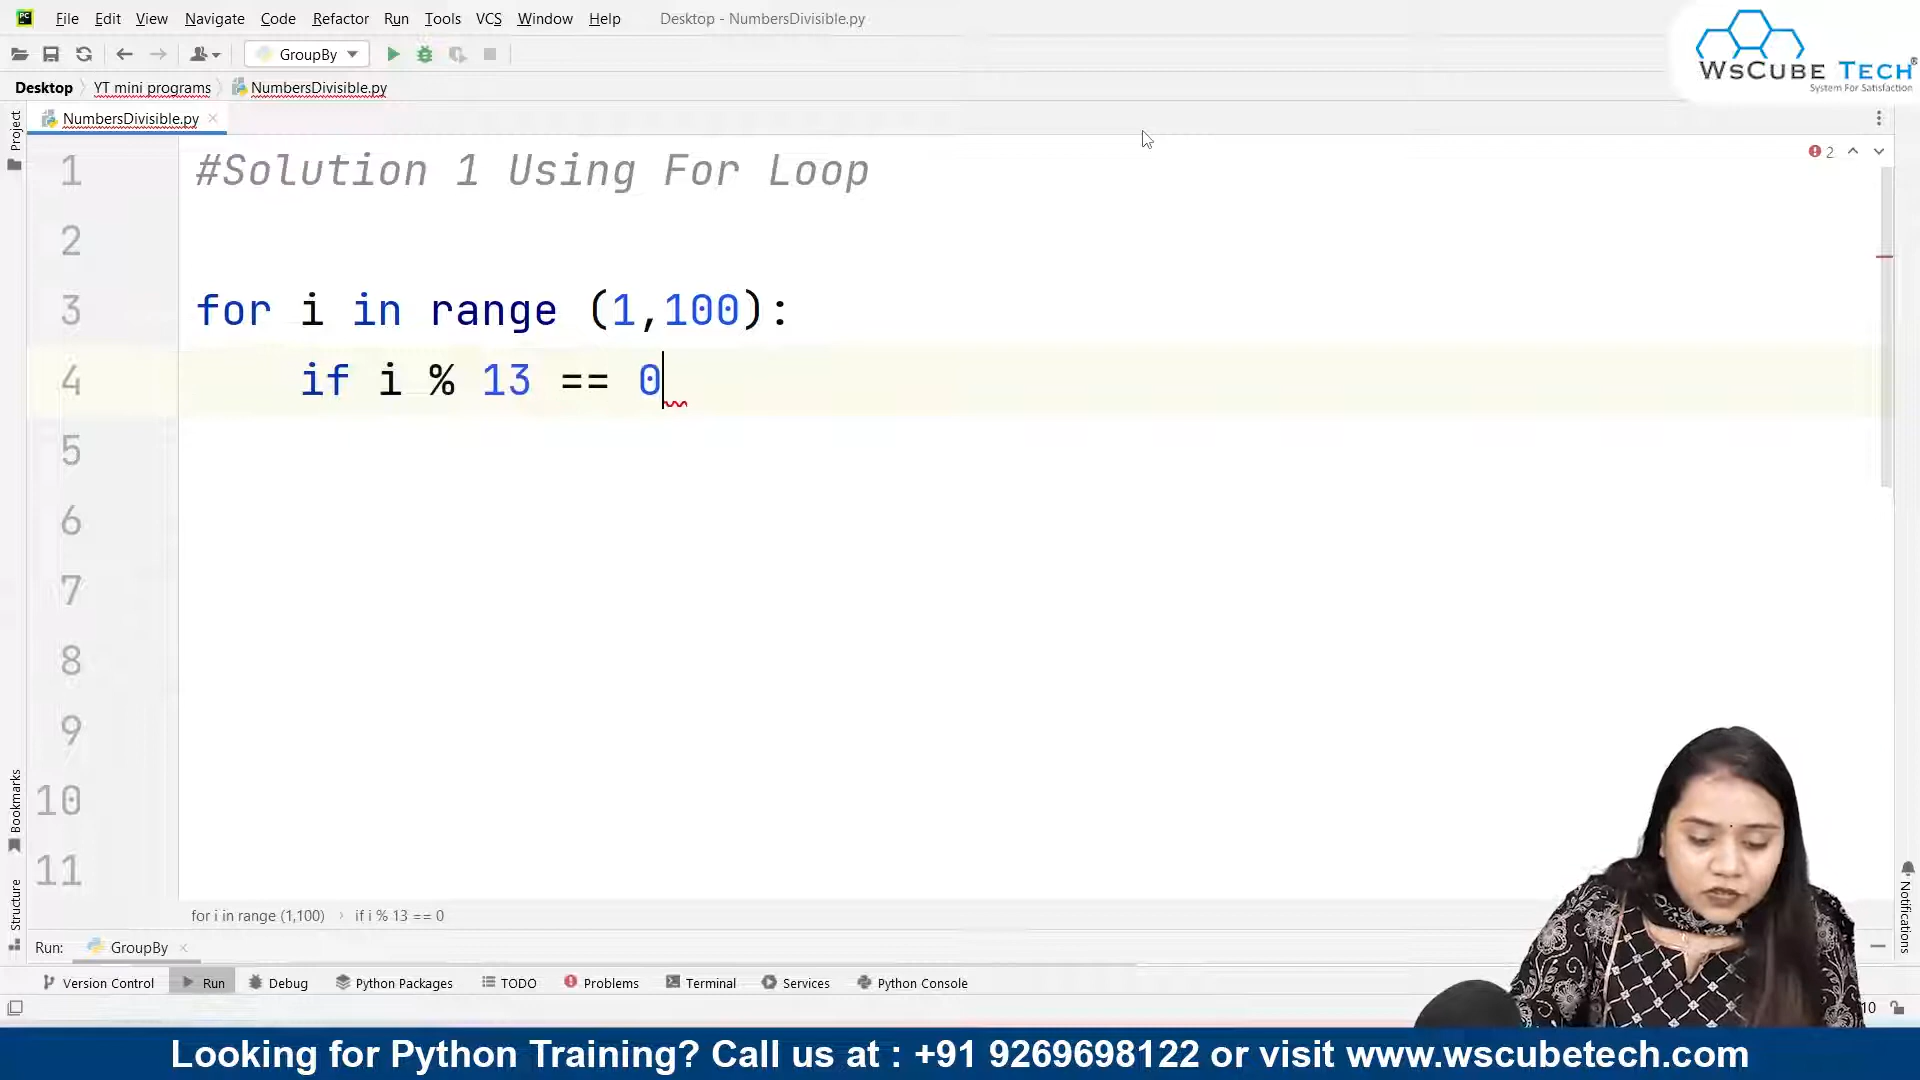 File Edit View Navigate Code Refactor Run Tools VCS Window Help Desktop - NumbersDivisible.py
GroupBy
WsCube Tech
System For Satisfaction
Desktop YT mini programs NumbersDivisible.py
Project
NumbersDivisible.py
2
1 #Solution 1 Using For Loop
2
3 for i in range (1,100):
4 if i % 13 == 0
5
6
7
8
9
10
11
Bookmarks
Structure
Notifications
for i in range (1,100) › if i % 13 == 0
Run: GroupBy
Version Control Run Debug Python Packages TODO Problems Terminal Services Python Console
Looking for Python Training? Call us at : +91 9269698122 or visit www.wscubetech.com